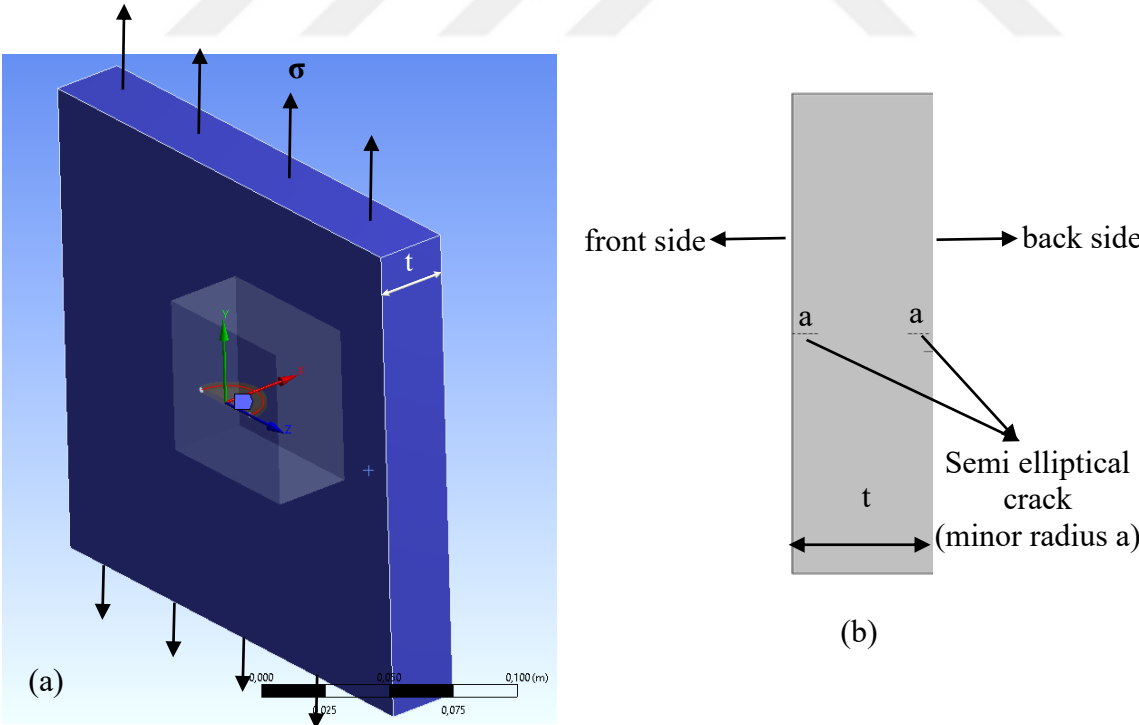 σ
t
Y
X
Z
0,000
0,050
0,100 (m)
0,025
0,075
(a)
front side
back side
a
a
Semi elliptical
crack
(minor radius a)
t
(b)